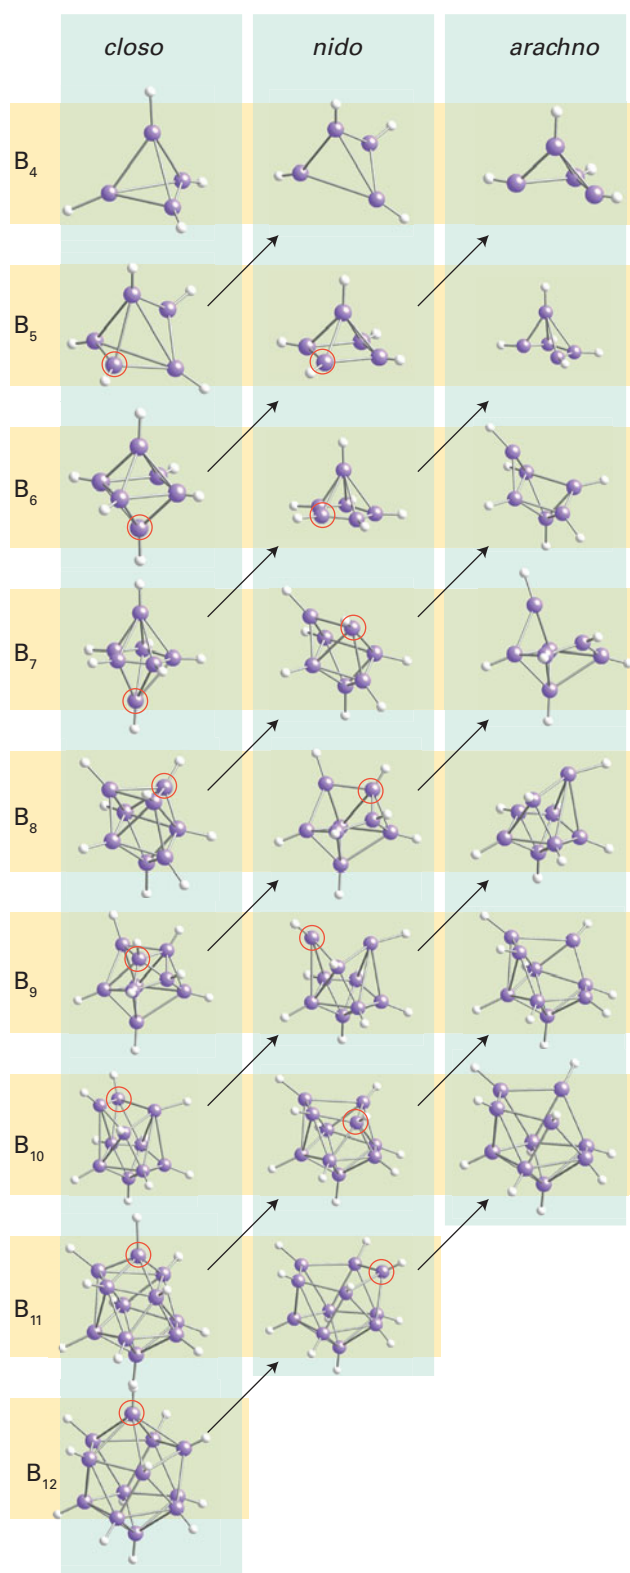 closo nido arachno
B₄
B₅
B₆
B₇
B₈
B₉
B₁₀
B₁₁
B₁₂